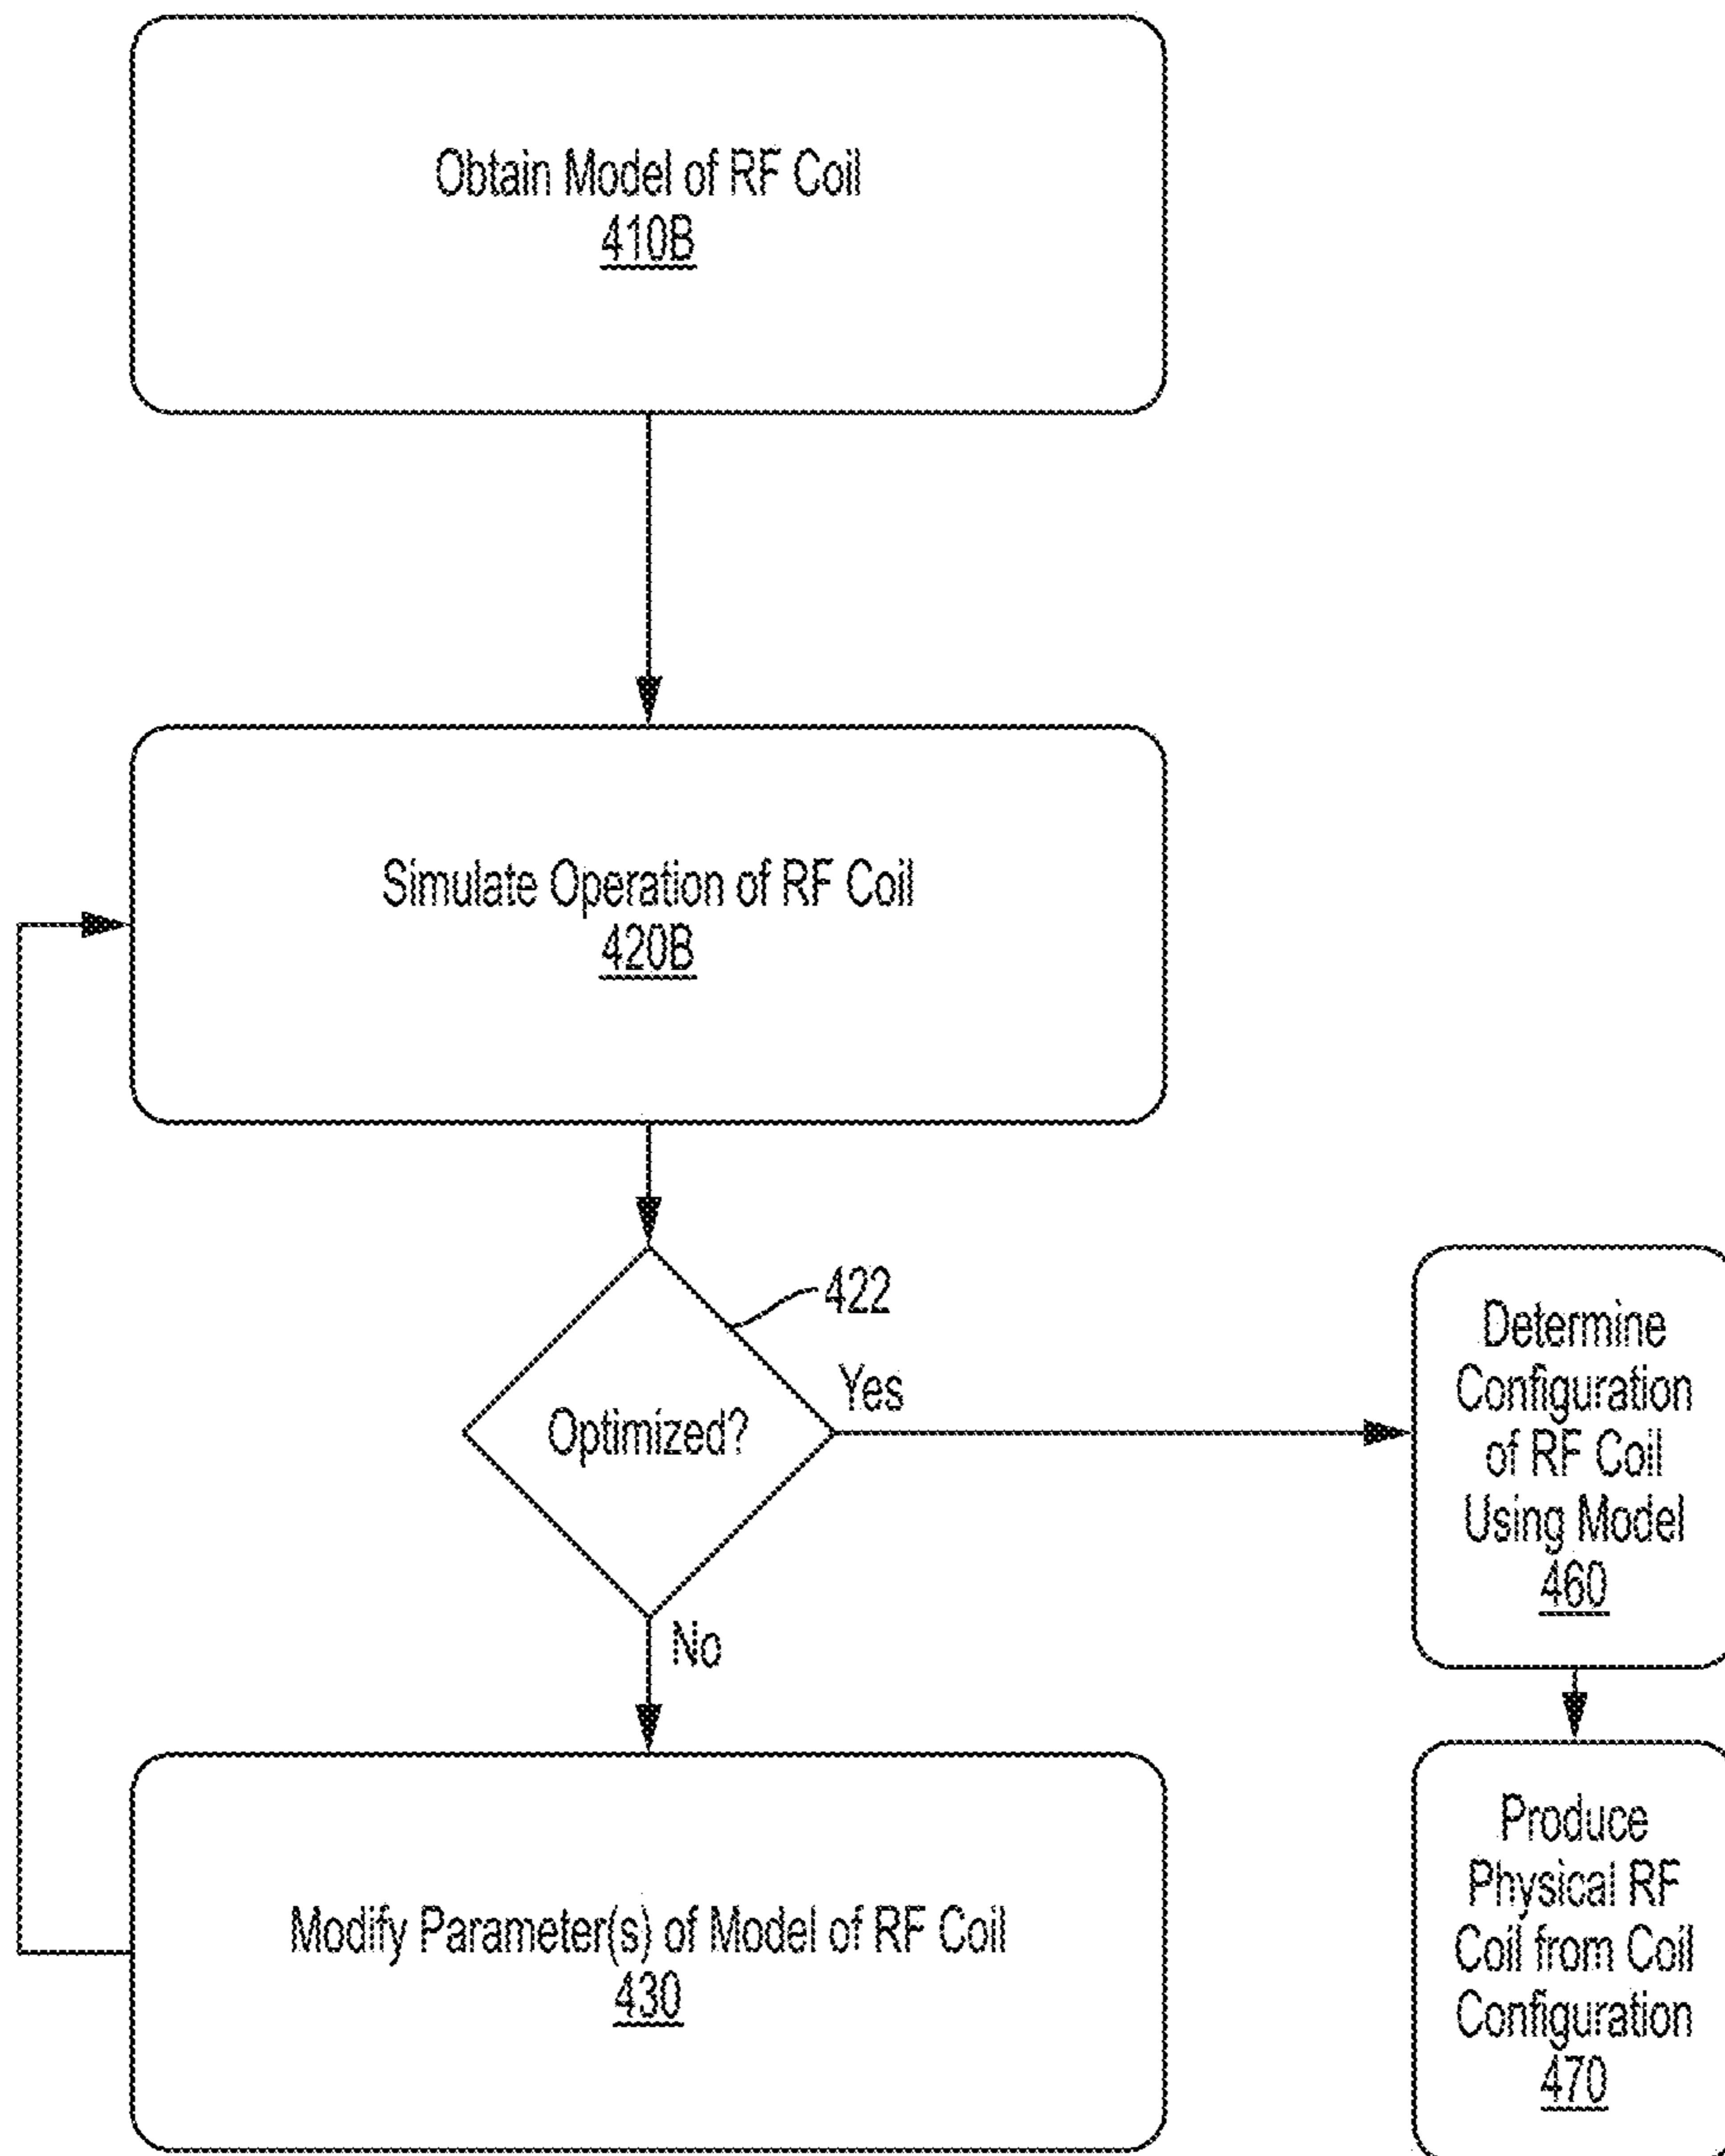 Obtain Model of RF Coil
410B
Simulate Operation of RF Coil
420B
422
Optimized?
Yes
No
Modify Parameter(s) of Model of RF Coil
430
Determine
Configuration
of RF Coil
Using Model
460
Produce
Physical RF
Coil from Coil
Configuration
470